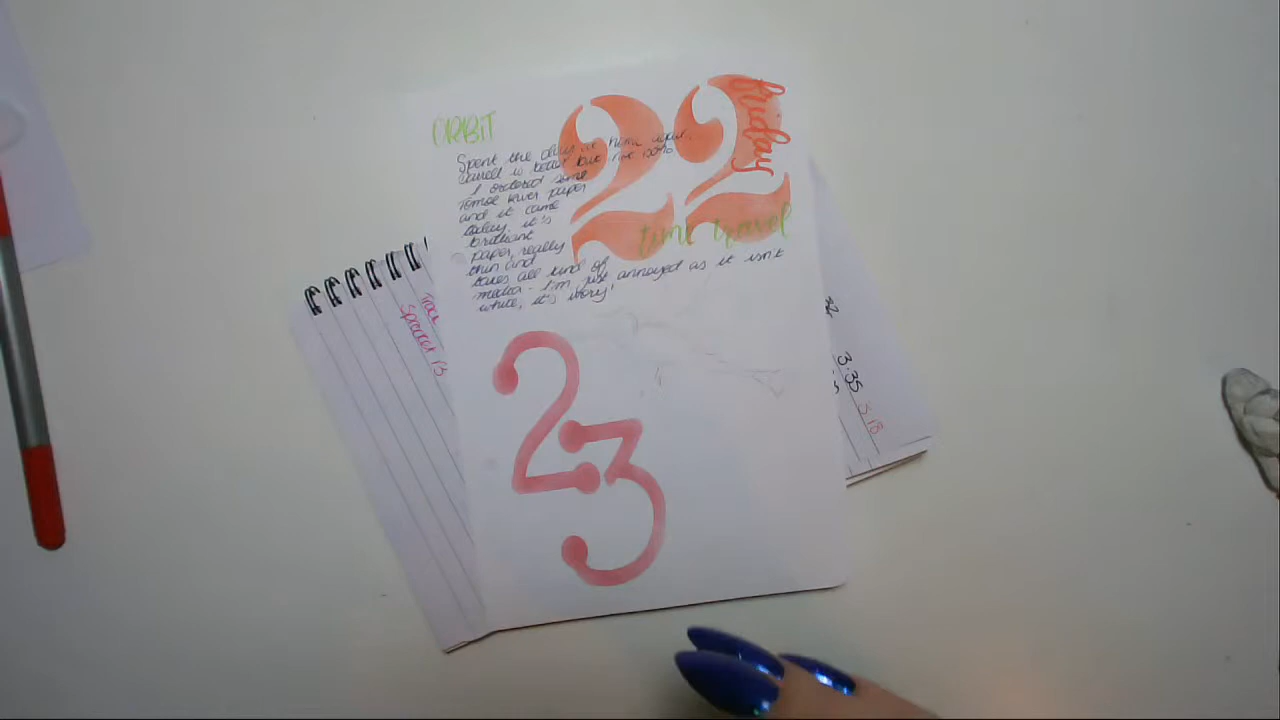 ORBIT
22
friday
Spent the day at home again.
better but not 100%
I ordered some
Tomoe River paper
and it came
today. it's
brilliant
paper, really
thin and
takes all kind of
media - I'm just annoyed as it isn't
white, it's ivory!
time travel
23
Sprocket
3.35